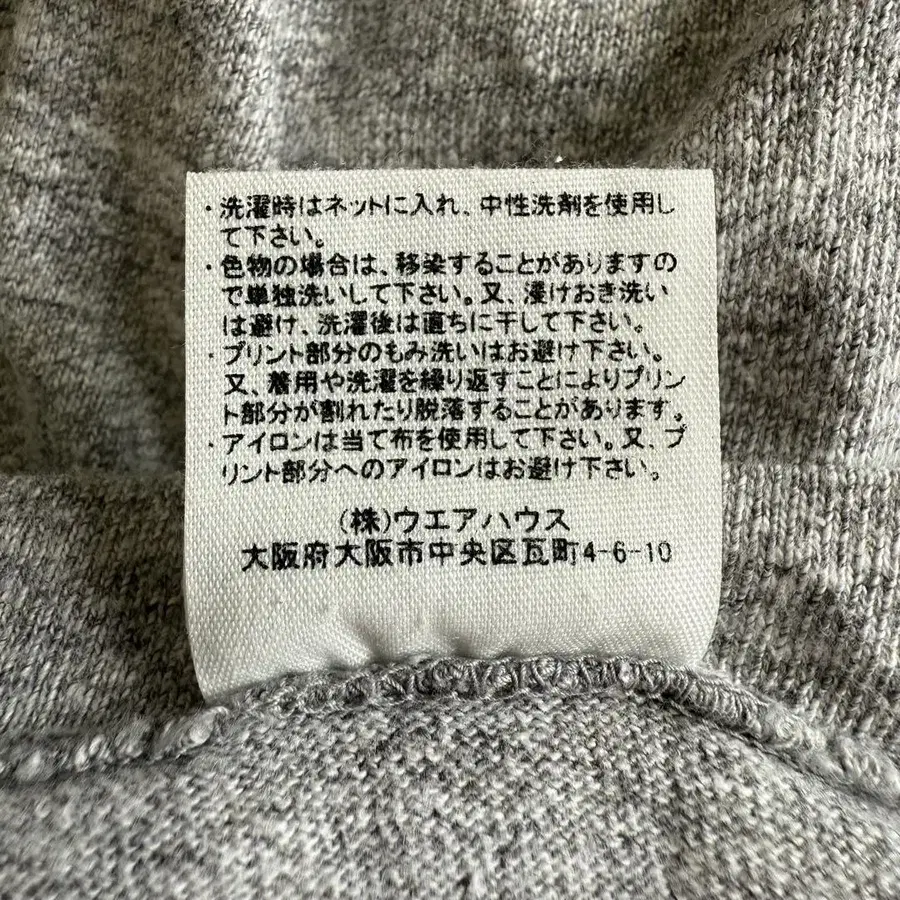 ・洗濯時はネットに入れ、中性洗剤を使用し
て下さい。
・色物の場合は、移染することがありますの
で単独洗いして下さい。又、浸けおき洗い
は避け、洗濯後は直ちに干して下さい。
・プリント部分のもみ洗いはお避け下さい。
又、着用や洗濯を繰り返すことによりプリン
ト部分が割れたり脱落することがあります。
・アイロンは当て布を使用して下さい。又、プ
リント部分へのアイロンはお避け下さい。
(株)ウエアハウス
大阪府大阪市中央区瓦町4-6-10